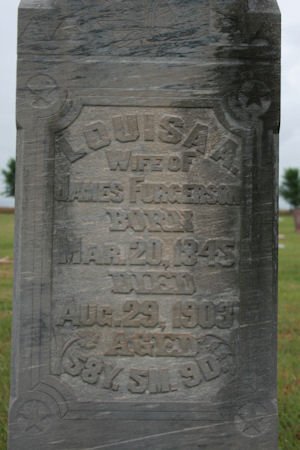 LOUISA A.
WIFE OF
JAMES FURGERSON
BORN
MAR. 20, 1845
DIED
AUG. 29, 1903
AGED
58Y. 5M. 9D.